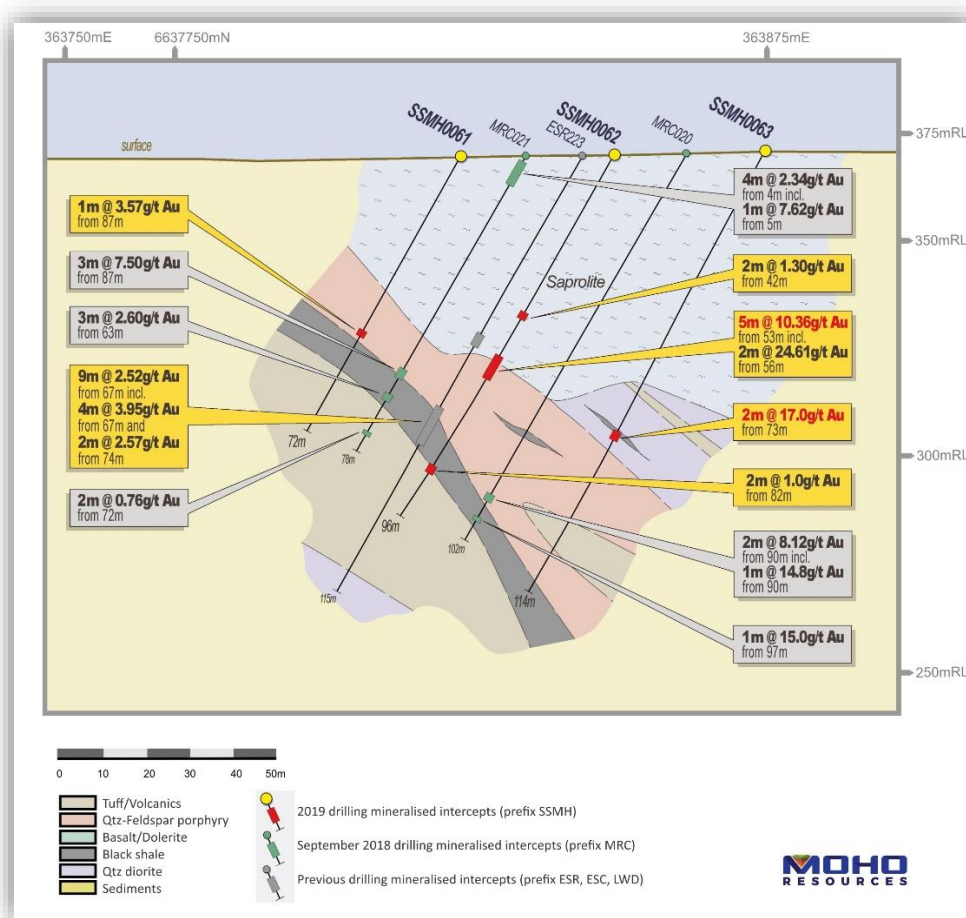 363750mE
6637750mN
363875mE
375mRL
350mRL
300mRL
250mRL
surface
SSMH0061
MRC021
ESR223
SSMH0062
MRC020
SSMH0063
Saprolite
1m @ 3.57g/t Au
from 87m
3m @ 7.50g/t Au
from 87m
3m @ 2.60g/t Au
from 63m
9m @ 2.52g/t Au
from 67m incl.
4m @ 3.95g/t Au
from 67m and
2m @ 2.57g/t Au
from 74m
2m @ 0.76g/t Au
from 72m
4m @ 2.34g/t Au
from 4m incl.
1m @ 7.62g/t Au
from 5m
2m @ 1.30g/t Au
from 42m
5m @ 10.36g/t Au
from 53m incl.
2m @ 24.61g/t Au
from 56m
2m @ 17.0g/t Au
from 73m
2m @ 1.0g/t Au
from 82m
2m @ 8.12g/t Au
from 90m incl.
1m @ 14.8g/t Au
from 90m
1m @ 15.0g/t Au
from 97m
72m
78m
96m
102m
115m
114m
0 10 20 30 40 50m
Tuff/Volcanics
Qtz-Feldspar porphyry
Basalt/Dolerite
Black shale
Qtz diorite
Sediments
2019 drilling mineralised intercepts (prefix SSMH)
September 2018 drilling mineralised intercepts (prefix MRC)
Previous drilling mineralised intercepts (prefix ESR, ESC, LWD)
MOHO
RESOURCES